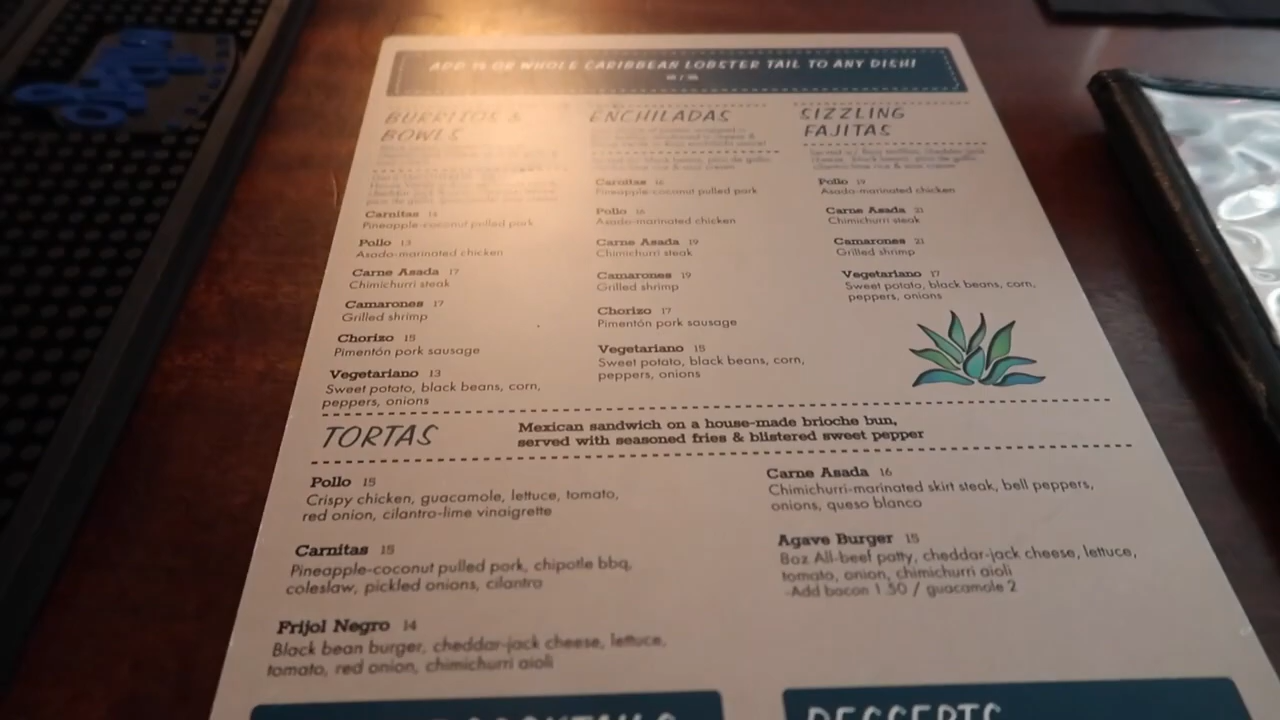 ADD ½ OR WHOLE CARIBBEAN LOBSTER TAIL TO ANY DISH!
BURRITOS &
BOWLS
Carnitas
Pineapple-coconut pulled pork
Pollo 13
Asado-marinated chicken
Carne Asada 17
Chimichurri steak
Camarones 17
Grilled shrimp
Chorizo 15
Pimentón pork sausage
Vegetariano 13
Sweet potato, black beans, corn,
peppers, onions
ENCHILADAS
Carnitas 16
Pineapple-coconut pulled pork
Pollo 16
Asado-marinated chicken
Carne Asada 19
Chimichurri steak
Camarones 19
Grilled shrimp
Chorizo 17
Pimentón pork sausage
Vegetariano 15
Sweet potato, black beans, corn,
peppers, onions
SIZZLING
FAJITAS
Pollo 19
Asado-marinated chicken
Carne Asada 21
Chimichurri steak
Camarones 21
Grilled shrimp
Vegetariano 17
Sweet potato, black beans, corn,
peppers, onions
TORTAS
Mexican sandwich on a house-made brioche bun,
served with seasoned fries & blistered sweet pepper
Pollo 15
Crispy chicken, guacamole, lettuce, tomato,
red onion, cilantro-lime vinaigrette
Carnitas 15
Pineapple-coconut pulled pork, chipotle bbq,
coleslaw, pickled onions, cilantro
Frijol Negro 14
Black bean burger, cheddar-jack cheese, lettuce,
tomato, red onion, chimichurri aioli
Carne Asada 16
Chimichurri-marinated skirt steak, bell peppers,
onions, queso blanco
Agave Burger 15
8oz All-beef patty, cheddar-jack cheese, lettuce,
tomato, onion, chimichurri aioli
-Add bacon 1.50 / guacamole 2
DESSERTS